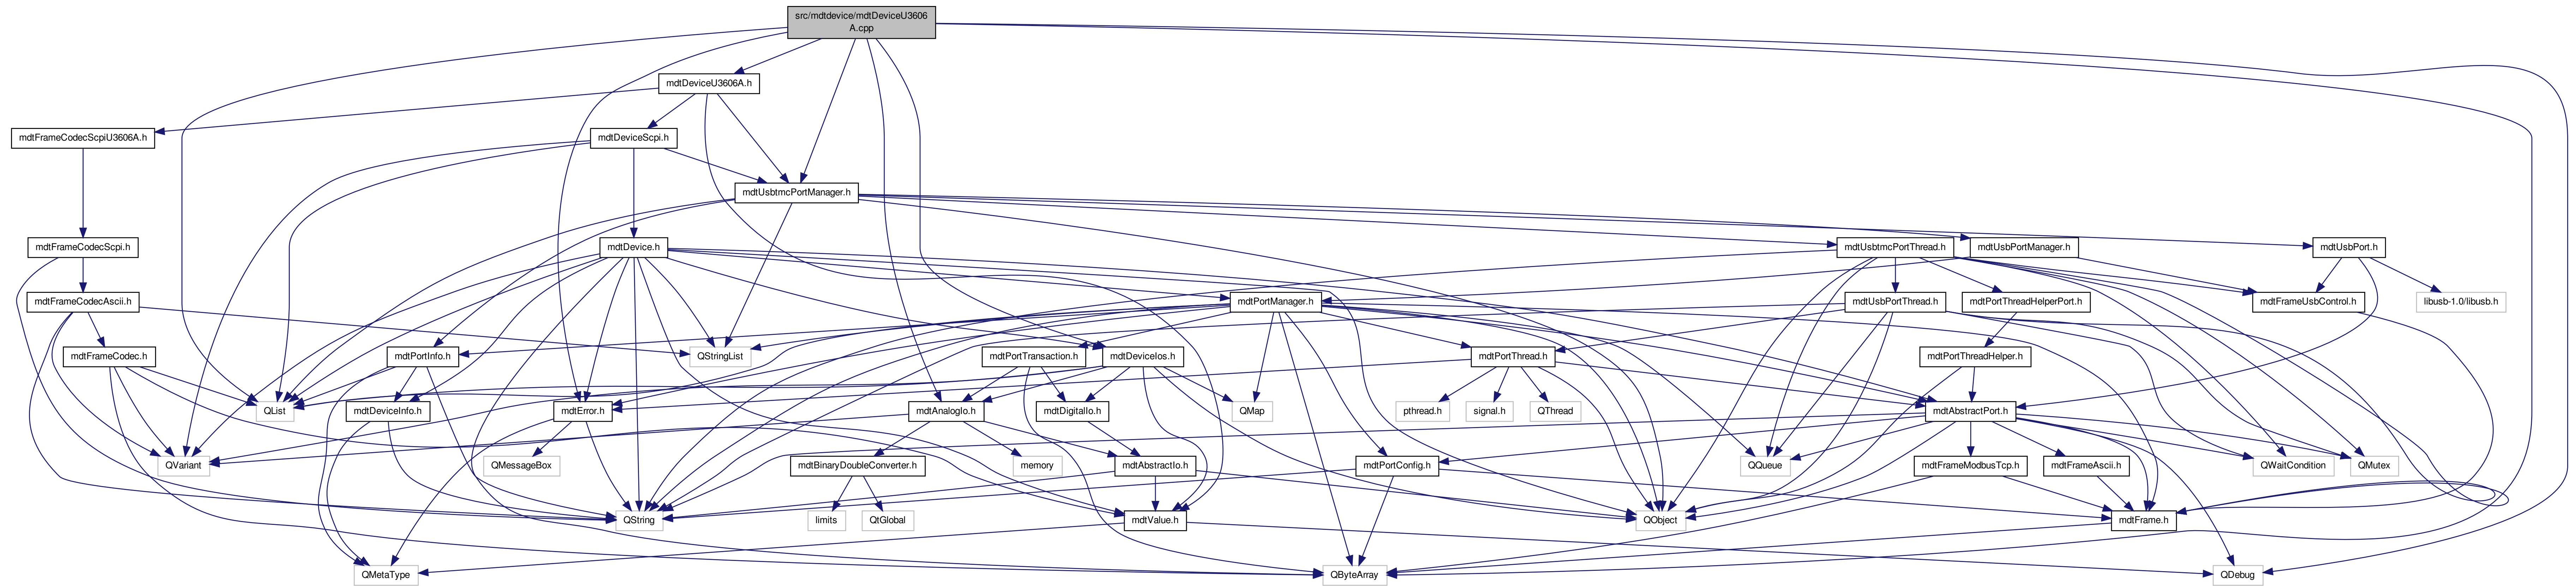 src/mdtdevice/mdtDeviceU3606
A.cpp
mdtDeviceU3606A.h
mdtFrameCodecScpiU3606A.h
mdtDeviceScpi.h
mdtUsbtmcPortManager.h
mdtFrameCodecScpi.h
mdtDevice.h
mdtUsbtmcPortThread.h
mdtUsbPortManager.h
mdtUsbPort.h
mdtFrameCodecAscii.h
mdtPortManager.h
mdtUsbPortThread.h
mdtPortThreadHelperPort.h
mdtFrameUsbControl.h
libusb-1.0/libusb.h
mdtFrameCodec.h
mdtPortInfo.h
QStringList
mdtPortTransaction.h
mdtDeviceIos.h
mdtPortThread.h
mdtPortThreadHelper.h
QList
mdtDeviceInfo.h
mdtError.h
mdtAnalogIo.h
mdtDigitalIo.h
QMap
pthread.h
signal.h
QThread
mdtAbstractPort.h
QVariant
QMessageBox
mdtBinaryDoubleConverter.h
memory
mdtAbstractIo.h
mdtPortConfig.h
QQueue
mdtFrameModbusTcp.h
mdtFrameAscii.h
QWaitCondition
QMutex
QString
limits
QtGlobal
mdtValue.h
QObject
mdtFrame.h
QMetaType
QByteArray
QDebug